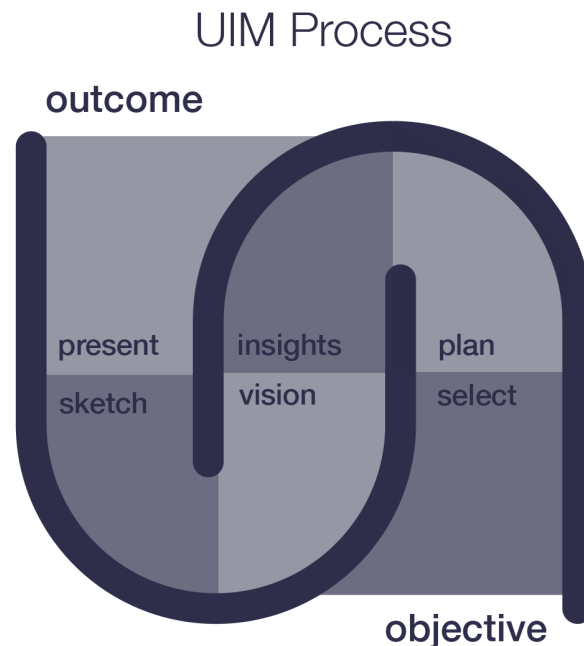 UIM Process
outcome
present
insights
plan
sketch
vision
select
objective